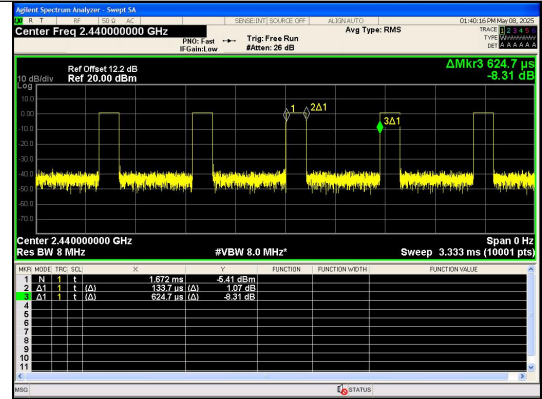 Agilent Spectrum Analyzer - Swept SA
R T RF 50 Ω AC SENSE:INT SOURCE OFF ALIGN AUTO 01:40:16 PM May 08, 2025
Center Freq 2.440000000 GHz Avg Type: RMS TRACE 1 2 3 4 5 6
PNO: Fast Trig: Free Run TYPE
IFGain:Low #Atten: 26 dB DET A A A A A A
ΔMkr3 624.7 µs
Ref Offset 12.2 dB
10 dB/div Ref 20.00 dBm -8.31 dB
Log
10.0
0.00
1 2Δ1
3Δ1
-10.0
-20.0
-30.0
-40.0
-50.0
-60.0
-70.0
Center 2.440000000 GHz Span 0 Hz
Res BW 8 MHz #VBW 8.0 MHz* Sweep 3.333 ms (10001 pts)
MKR MODE TRC SCL X Y FUNCTION FUNCTION WIDTH FUNCTION VALUE
1 N 1 t 1.672 ms -5.41 dBm
2 Δ1 1 t (Δ) 133.7 µs (Δ) 1.07 dB
3 Δ1 1 t (Δ) 624.7 µs (Δ) -8.31 dB
4
5
6
7
8
9
10
11
MSG STATUS